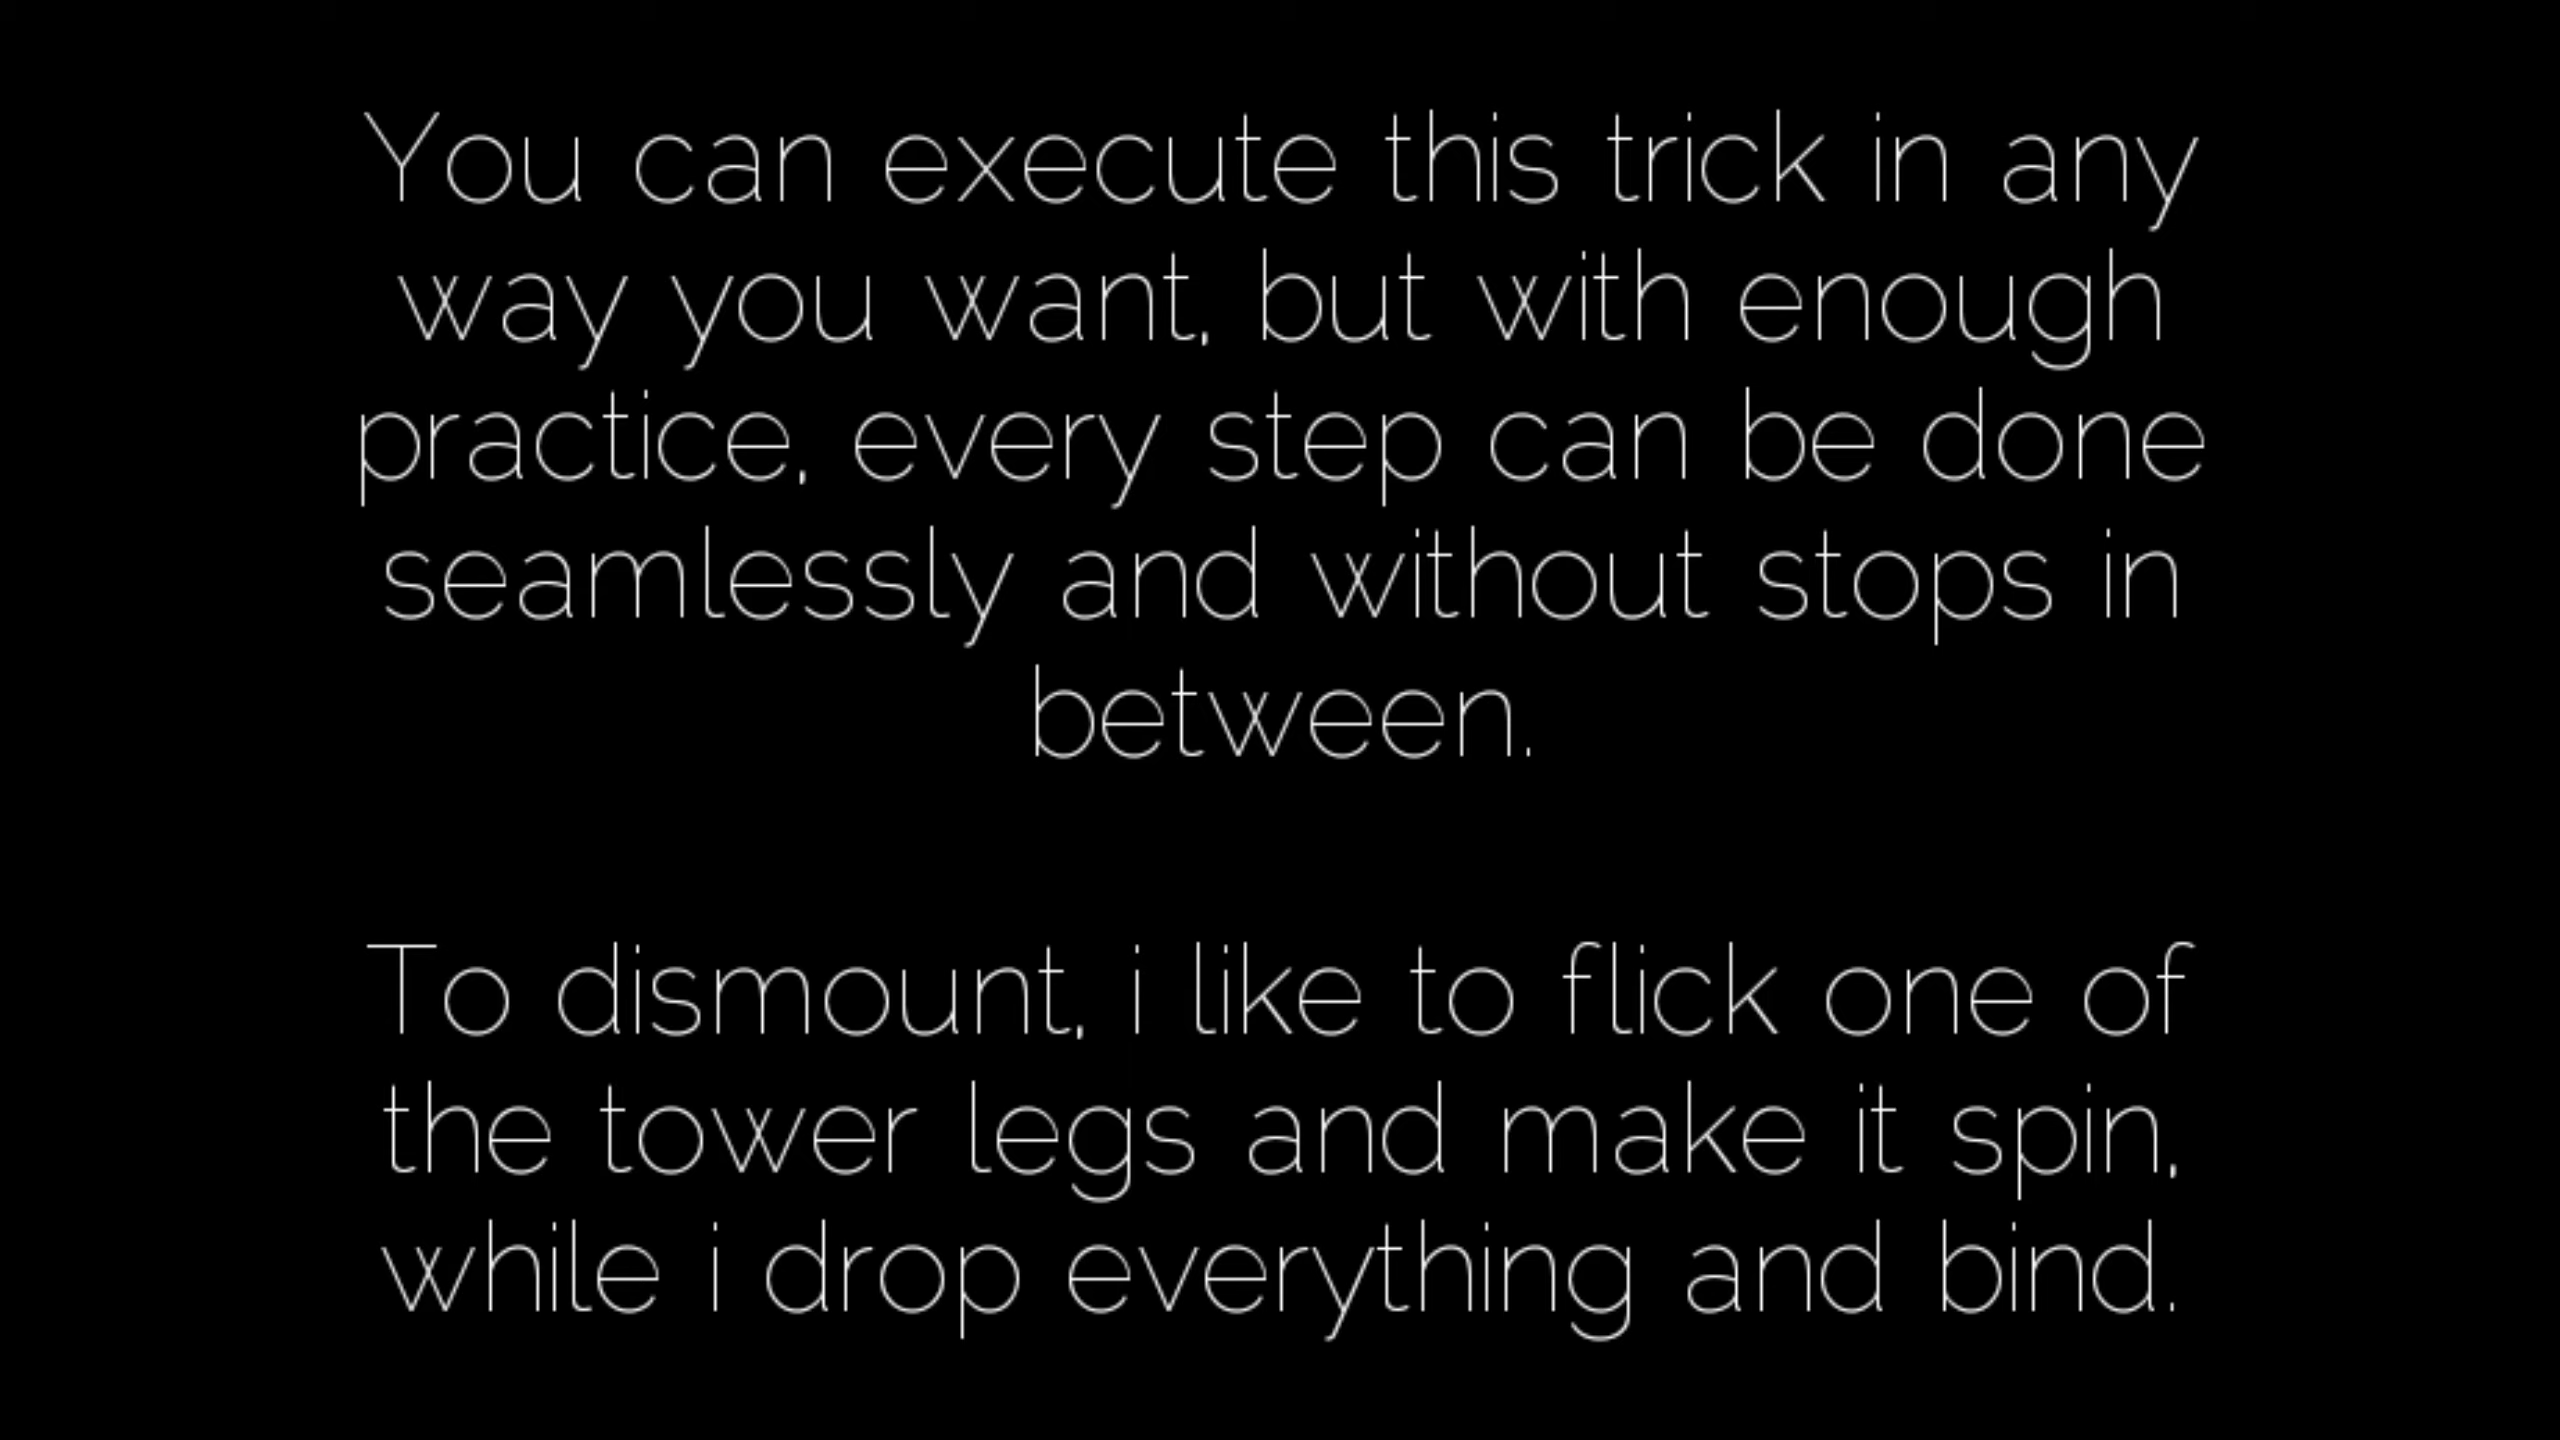 You can execute this trick in any
way you want, but with enough
practice, every step can be done
seamlessly and without stops in
between.
To dismount, i like to flick one of
the tower legs and make it spin,
while i drop everything and bind.